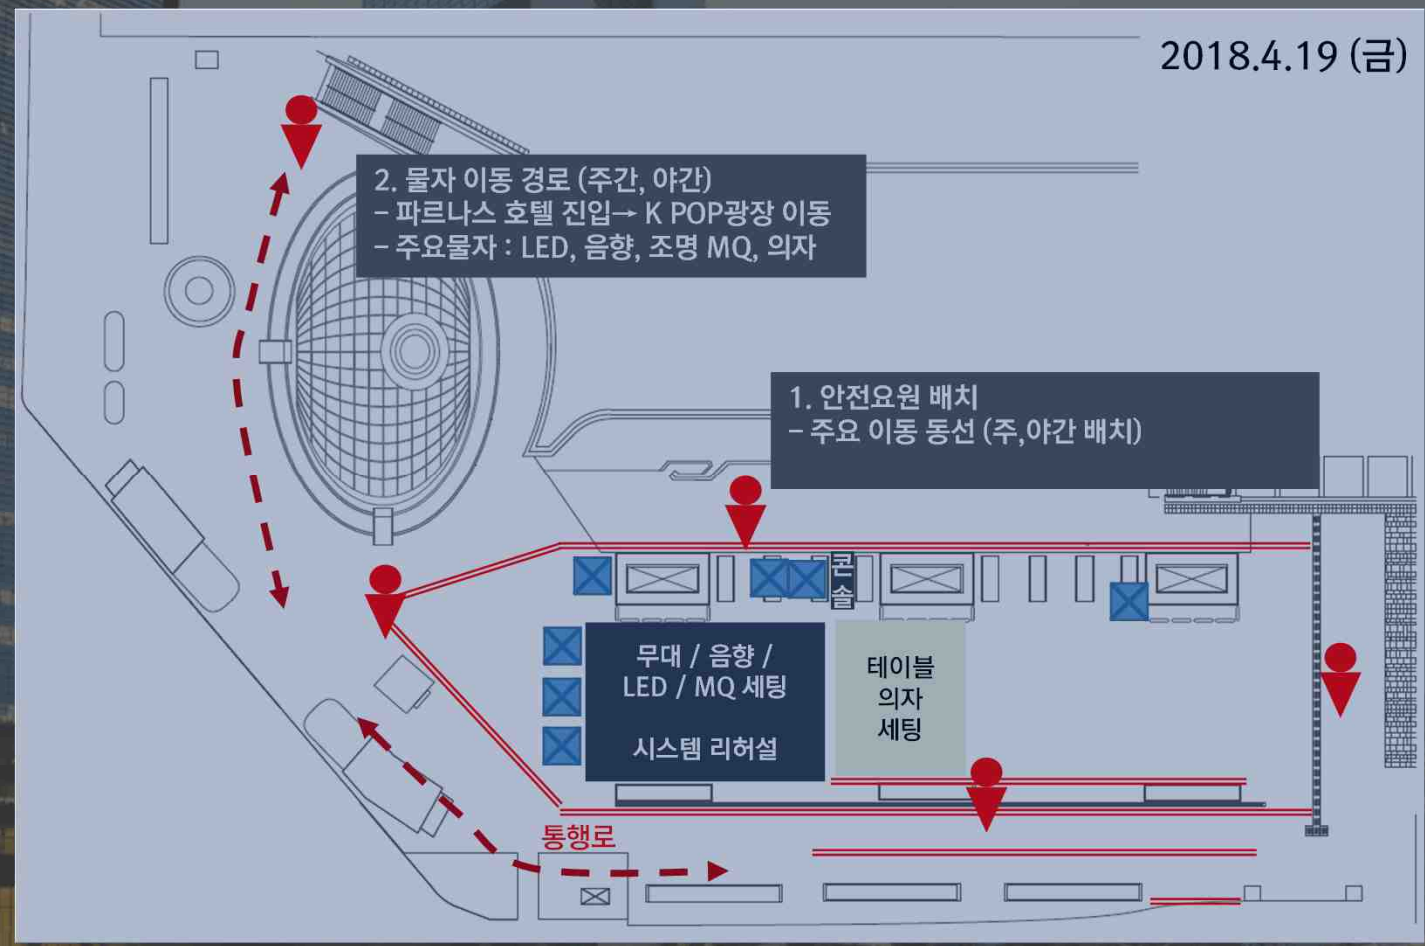 2018.4.19 (금)
2. 물자 이동 경로 (주간, 야간)
– 파르나스 호텔 진입→ K POP광장 이동
– 주요물자 : LED, 음향, 조명 MQ, 의자
1. 안전요원 배치
– 주요 이동 동선 (주,야간 배치)
콘
솔
무대 / 음향 /
LED / MQ 세팅
시스템 리허설
테이블
의자
세팅
통행로